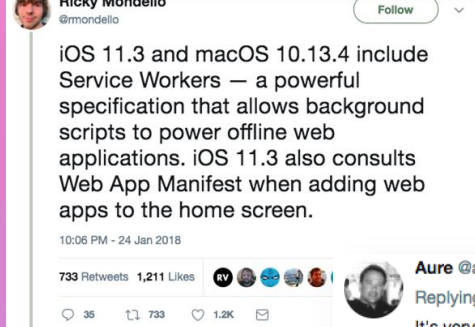 Ricky Mondello
@rmondello
Follow
iOS 11.3 and macOS 10.13.4 include
Service Workers — a powerful
specification that allows background
scripts to power offline web
applications. iOS 11.3 also consults
Web App Manifest when adding web
apps to the home screen.
10:06 PM - 24 Jan 2018
733 Retweets 1,211 Likes
RV
35 733 1.2K
Aure @a
Replying
It's very